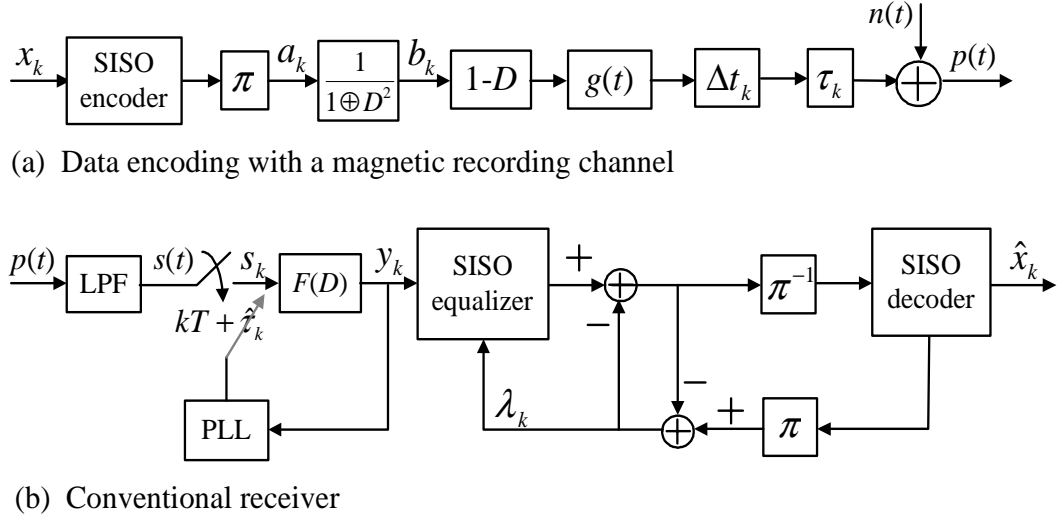 n(t)
x_k SISO encoder π a_k 1/(1⊕D²) b_k 1-D g(t) Δt_k τ_k + p(t)
(a) Data encoding with a magnetic recording channel
p(t) LPF s(t) s_k F(D) y_k SISO equalizer + + − π⁻¹ SISO decoder x̂_k
kT + τ̂_k
PLL λ_k + − + π
(b) Conventional receiver